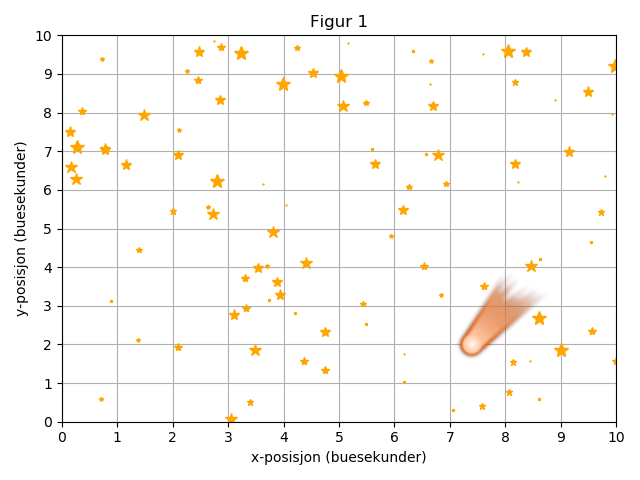 Figur 1
10
9
8
7
6
5
4
3
2
1
0
y-posisjon (buesekunder)
0 1 2 3 4 5 6 7 8 9 10
x-posisjon (buesekunder)